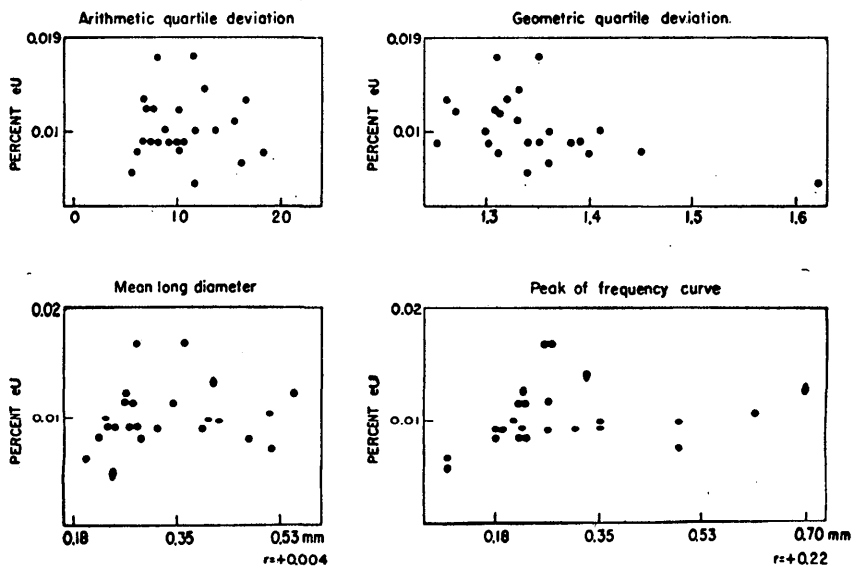 Arithmetic quartile deviation
0.019
0.01
PERCENT eU
0 10 20
Geometric quartile deviation.
0.019
0.01
PERCENT eU
1.3 1.4 1.5 1.6
Mean long diameter
0.02
0.01
PERCENT eU
0.18 0.35 0.53 mm
r=+0.004
Peak of frequency curve
0.02
0.01
PERCENT eU
0.18 0.35 0.53 0.70 mm
r=+0.22